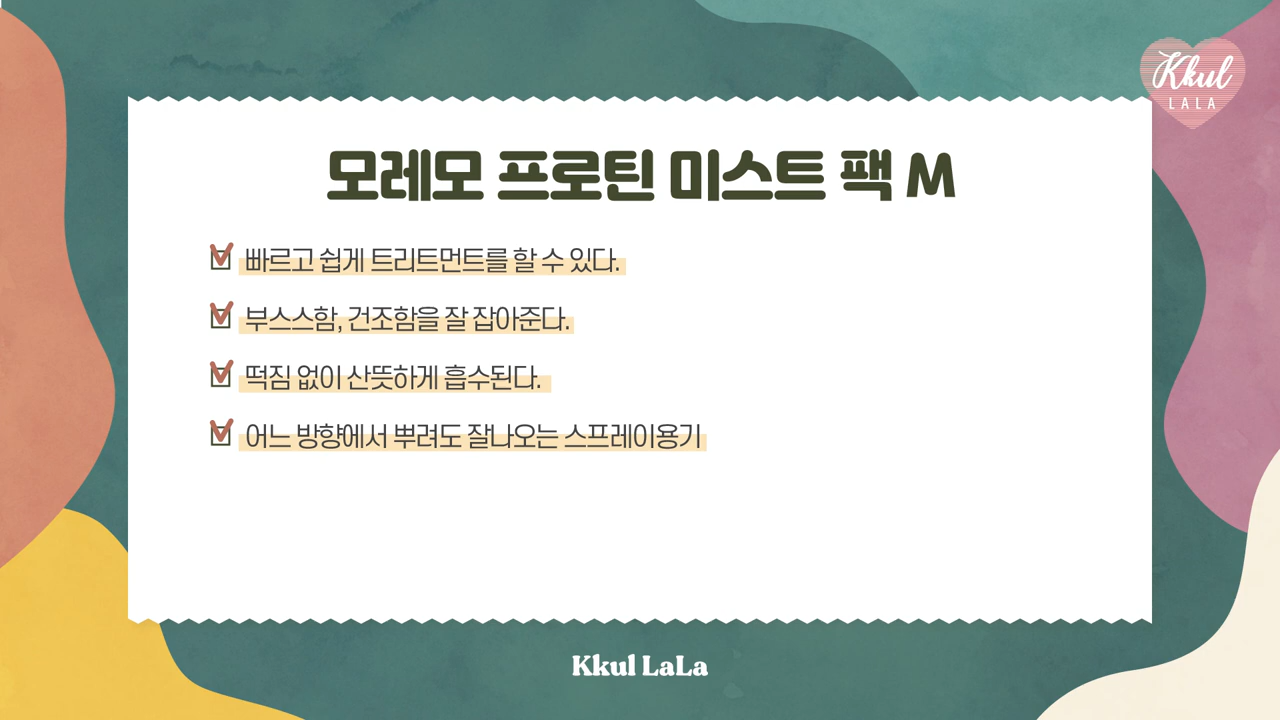 Kkul
LALA
모레모 프로틴 미스트 팩 M
빠르고 쉽게 트리트먼트를 할 수 있다.
부스스함, 건조함을 잘 잡아준다.
떡짐 없이 산뜻하게 흡수된다.
어느 방향에서 뿌려도 잘나오는 스프레이용기
Kkul LaLa